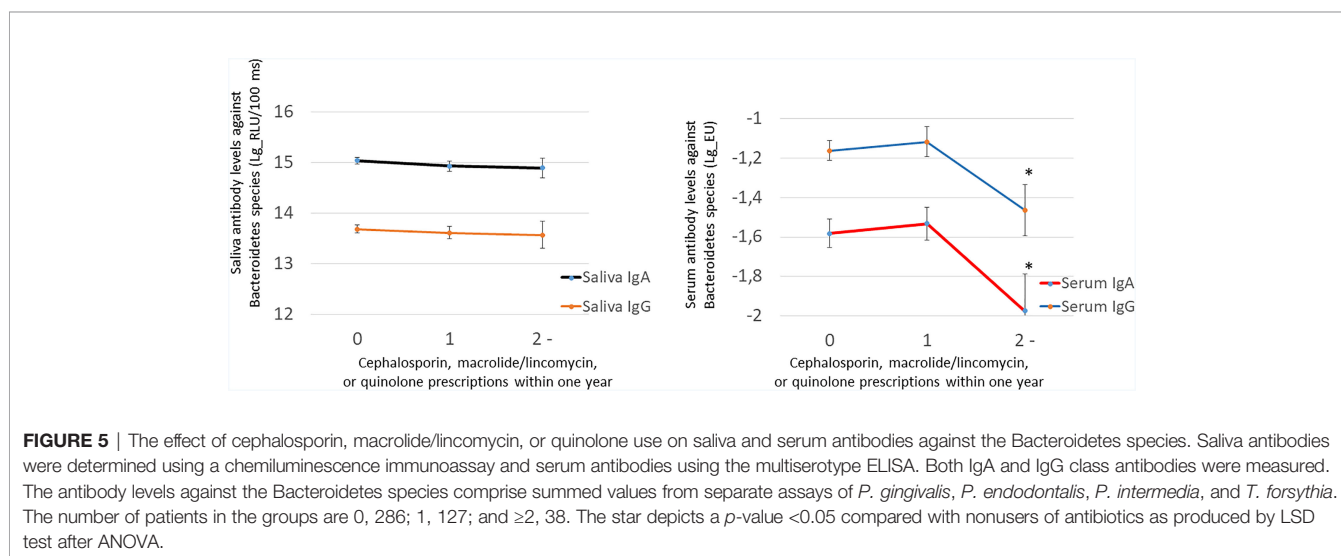 Saliva antibody levels against
Bacteroidetes species (Lg_RLU/100 ms)
16
15
14
13
12
Saliva IgA
Saliva IgG
0 1 2 -
Cephalosporin, macrolide/lincomycin,
or quinolone prescriptions within one year
Serum antibody levels against
Bacteroidetes species (Lg_EU)
-1
-1,2
-1,4
-1,6
-1,8
-2
*
*
Serum IgA
Serum IgG
0 1 2 -
Cephalosporin, macrolide/lincomycin,
or quinolone prescriptions within one year
FIGURE 5 | The effect of cephalosporin, macrolide/lincomycin, or quinolone use on saliva and serum antibodies against the Bacteroidetes species. Saliva antibodies
were determined using a chemiluminescence immunoassay and serum antibodies using the multiserotype ELISA. Both IgA and IgG class antibodies were measured.
The antibody levels against the Bacteroidetes species comprise summed values from separate assays of P. gingivalis, P. endodontalis, P. intermedia, and T. forsythia.
The number of patients in the groups are 0, 286; 1, 127; and ≥2, 38. The star depicts a p-value <0.05 compared with nonusers of antibiotics as produced by LSD
test after ANOVA.